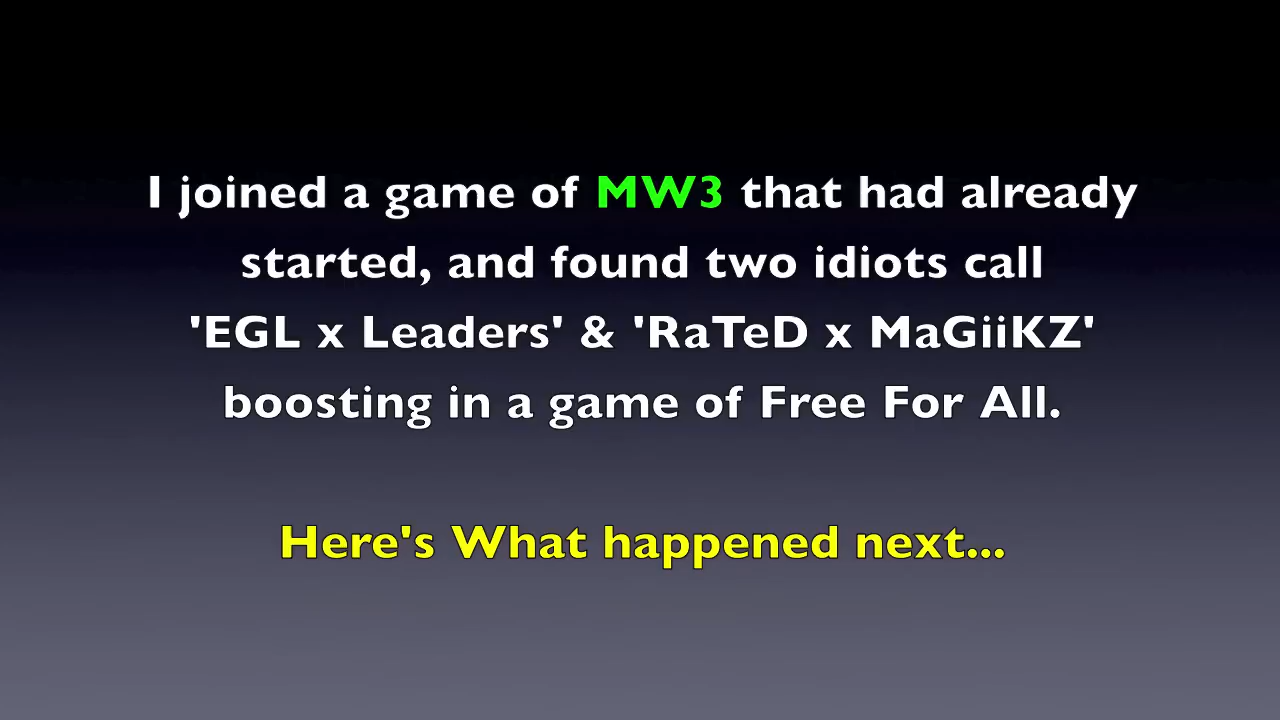 I joined a game of MW3 that had already
started, and found two idiots call
'EGL x Leaders' & 'RaTeD x MaGiiKZ'
boosting in a game of Free For All.
Here's What happened next...